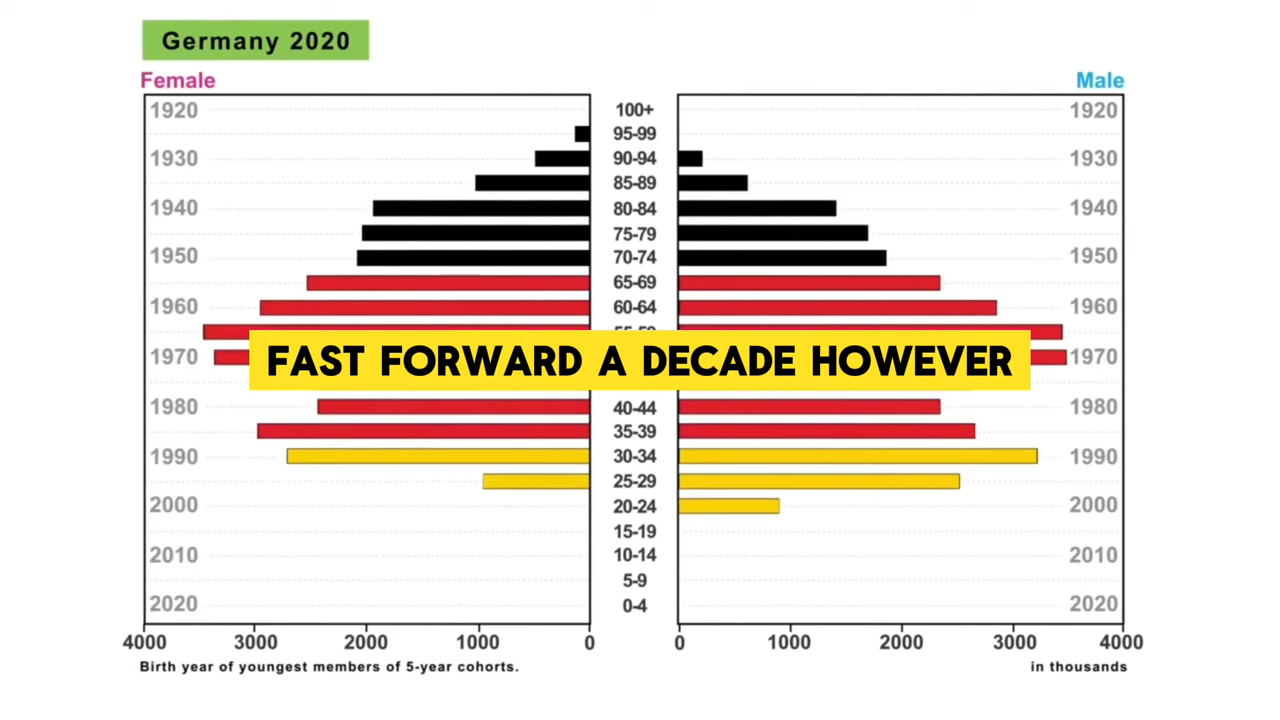 Germany 2020
Female Male
1920 100+ 1920
95-99
1930 90-94 1930
85-89
1940 80-84 1940
75-79
1950 70-74 1950
65-69
1960 60-64 1960
FAST FORWARD A DECADE HOWEVER
1970 1970
1980 40-44 1980
35-39
1990 30-34 1990
25-29
2000 20-24 2000
15-19
2010 10-14 2010
5-9
2020 0-4 2020
4000 3000 2000 1000 0 0 1000 2000 3000 4000
Birth year of youngest members of 5-year cohorts. in thousands